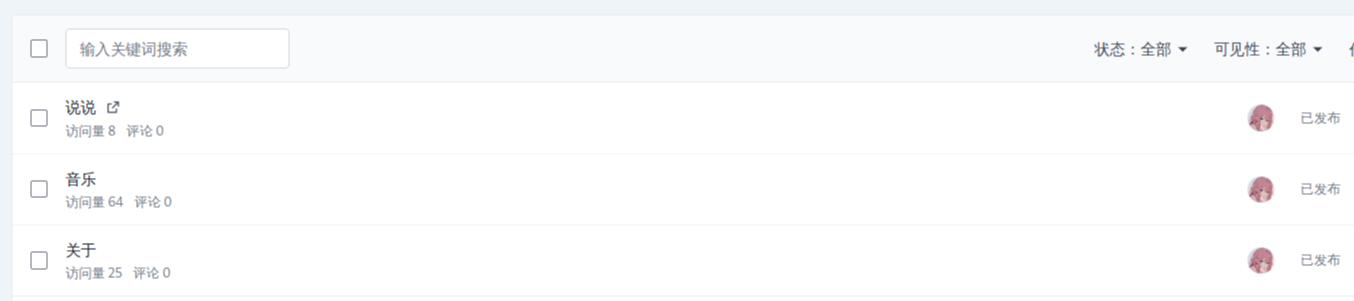 输入关键词搜索 状态：全部 可见性：全部
说说
访问量 8 评论 0 已发布
音乐
访问量 64 评论 0 已发布
关于
访问量 25 评论 0 已发布